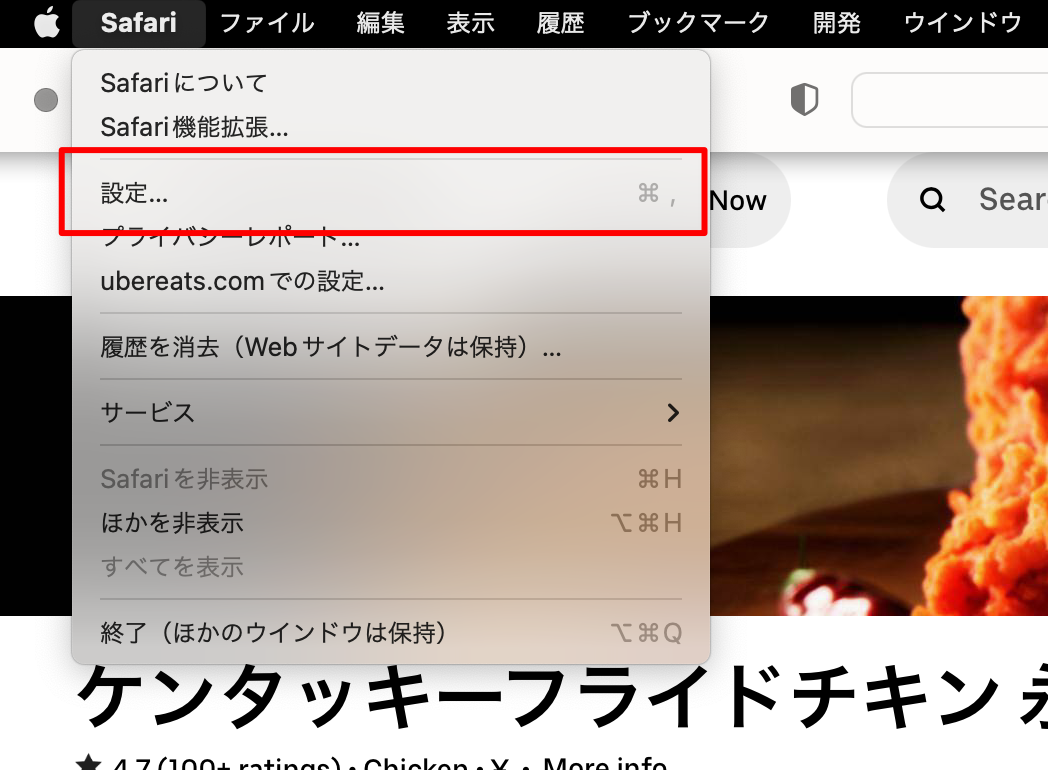 Safari ファイル 編集 表示 履歴 ブックマーク 開発 ウインドウ
Safariについて
Safari機能拡張...
設定... ⌘ ,
Now
プライバシーレポート...
ubereats.comでの設定...
履歴を消去（Webサイトデータは保持）...
サービス
Safariを非表示 ⌘H
ほかを非表示 ⌥⌘H
すべてを表示
終了（ほかのウインドウは保持） ⌥⌘Q
ケンタッキーフライドチキン
4.7 (100+ ratings) • Chicken • ¥ • More info